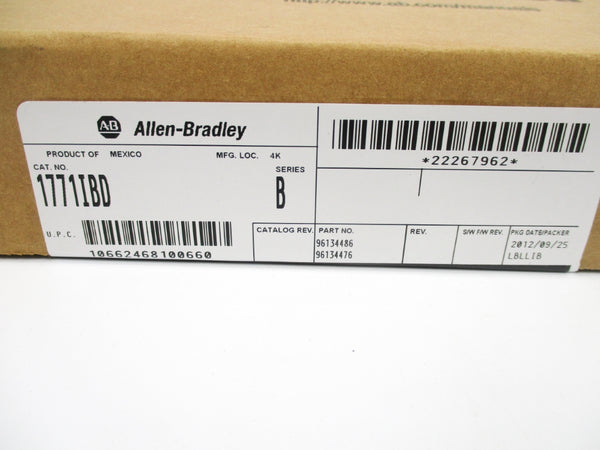 AB Allen-Bradley
PRODUCT OF MEXICO MFG. LOC. 4K
CAT. NO. SERIES
1771IBD B
U.P.C.
10662468100660
*22267962*
CATALOG REV. PART NO. REV. S/W F/W REV. PKG DATE/PACKER
96134486 2012/09/25
96134476 LBLLIB